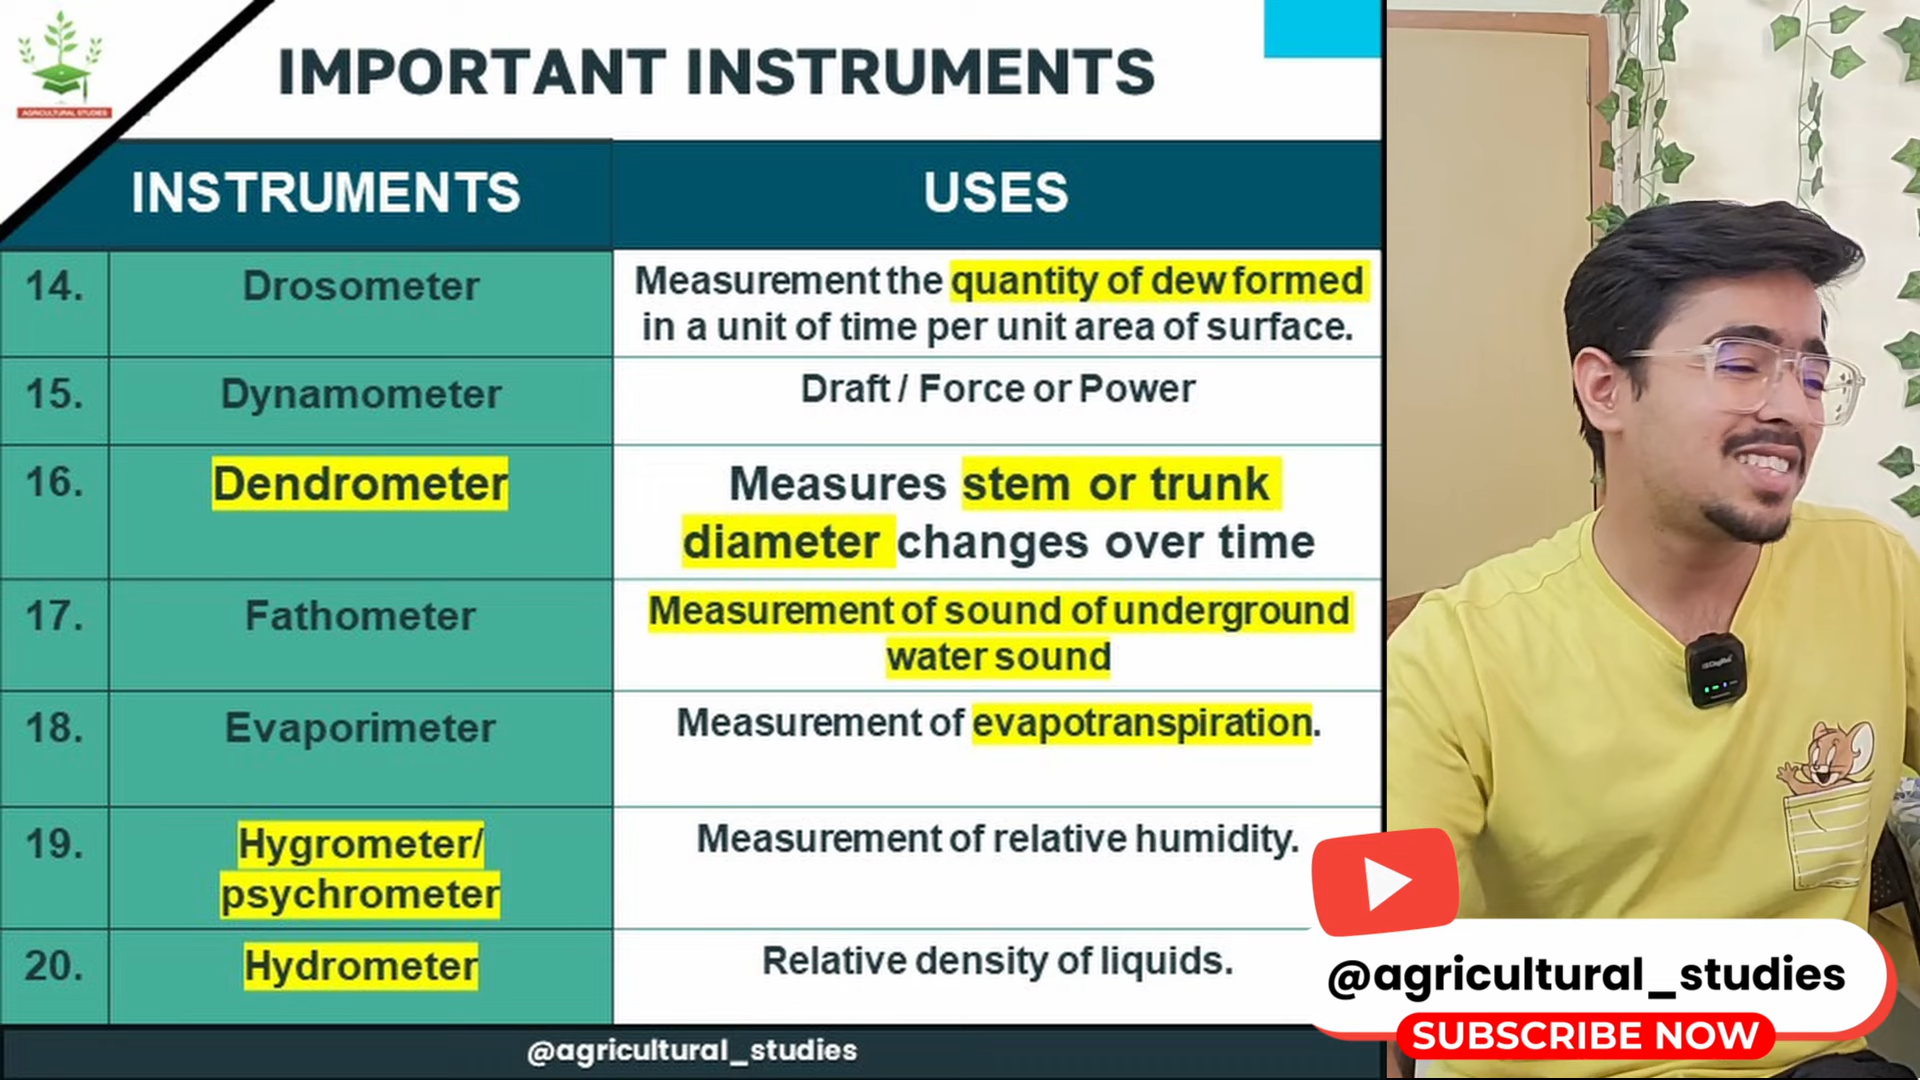 AGRICULTURAL STUDIES
IMPORTANT INSTRUMENTS
INSTRUMENTS
USES
14.
Drosometer
Measurement the quantity of dew formed
in a unit of time per unit area of surface.
15.
Dynamometer
Draft / Force or Power
16.
Dendrometer
Measures stem or trunk
diameter changes over time
17.
Fathometer
Measurement of sound of underground
water sound
18.
Evaporimeter
Measurement of evapotranspiration.
19.
Hygrometer/
psychrometer
Measurement of relative humidity.
20.
Hydrometer
Relative density of liquids.
@agricultural_studies
@agricultural_studies
SUBSCRIBE NOW